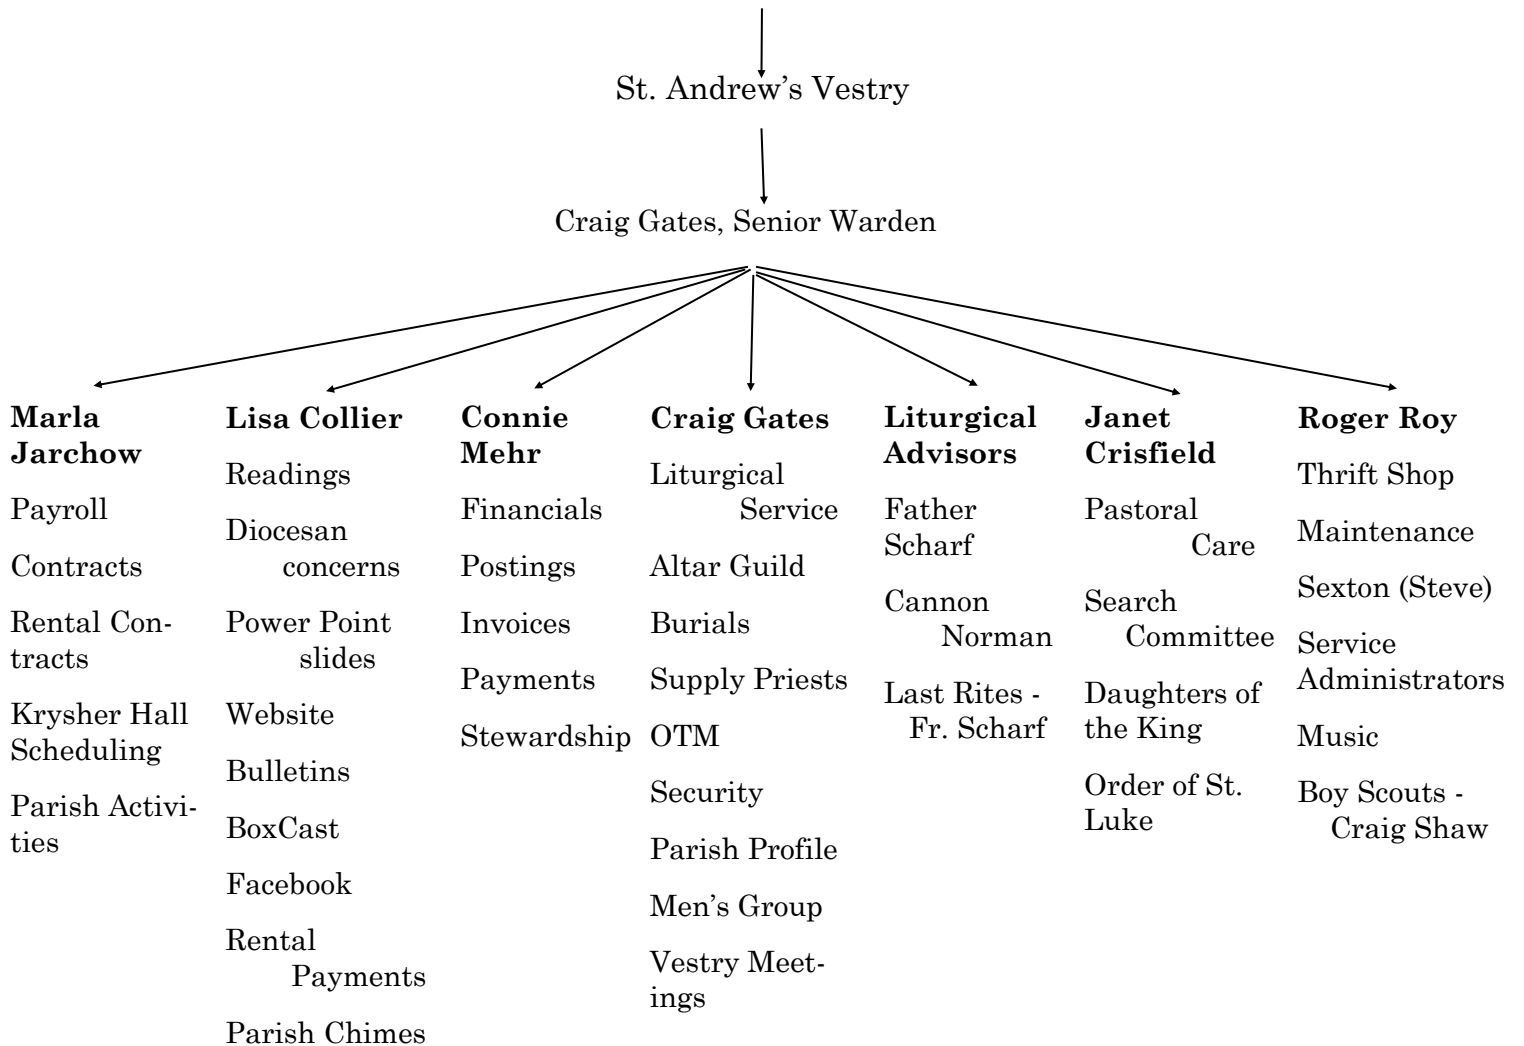 St. Andrew’s Vestry
Craig Gates, Senior Warden
Marla
Jarchow
Payroll
Contracts
Rental Con-
tracts
Krysher Hall
Scheduling
Parish Activi-
ties
Lisa Collier
Readings
Diocesan
concerns
Power Point
slides
Website
Bulletins
BoxCast
Facebook
Rental
Payments
Parish Chimes
Connie
Mehr
Financials
Postings
Invoices
Payments
Stewardship
Craig Gates
Liturgical
Service
Altar Guild
Burials
Supply Priests
OTM
Security
Parish Profile
Men’s Group
Vestry Meet-
ings
Liturgical
Advisors
Father
Scharf
Cannon
Norman
Last Rites -
Fr. Scharf
Janet
Crisfield
Pastoral
Care
Search
Committee
Daughters of
the King
Order of St.
Luke
Roger Roy
Thrift Shop
Maintenance
Sexton (Steve)
Service
Administrators
Music
Boy Scouts -
Craig Shaw